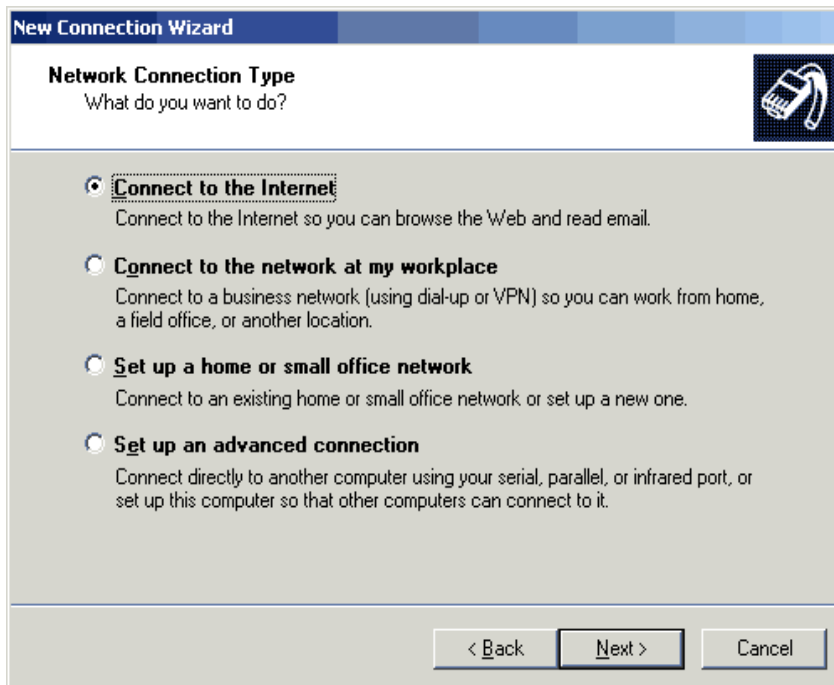 New Connection Wizard
Network Connection Type
What do you want to do?
Connect to the Internet
Connect to the Internet so you can browse the Web and read email.
Connect to the network at my workplace
Connect to a business network (using dial-up or VPN) so you can work from home,
a field office, or another location.
Set up a home or small office network
Connect to an existing home or small office network or set up a new one.
Set up an advanced connection
Connect directly to another computer using your serial, parallel, or infrared port, or
set up this computer so that other computers can connect to it.
< Back
Next >
Cancel